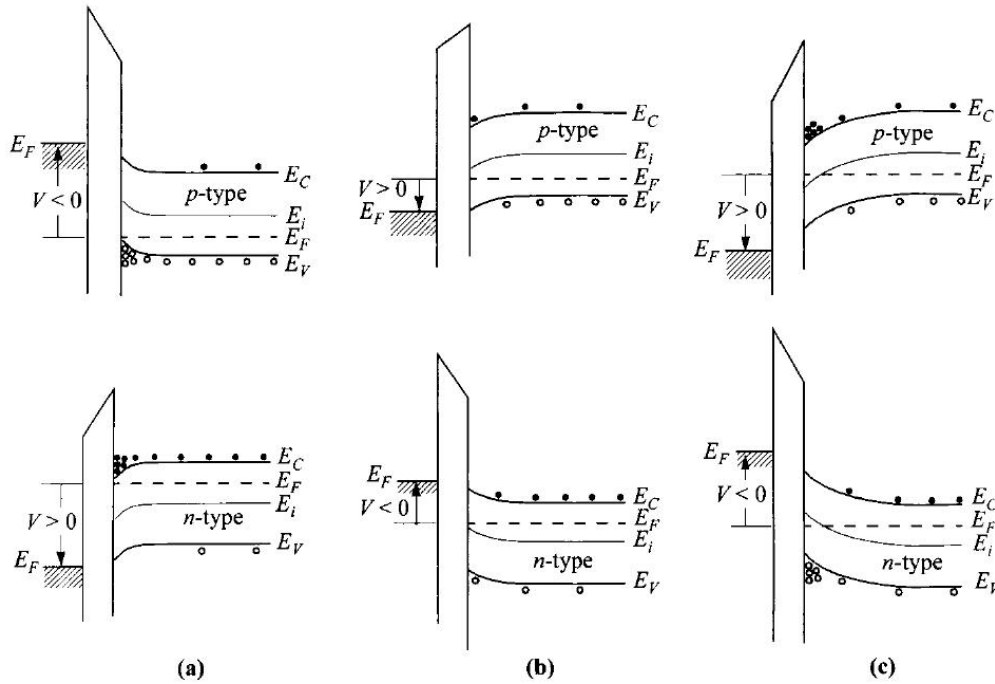 E_C
p-type
E_i
E_F
E_V
E_F
V < 0
E_C
p-type
E_i
E_F
E_V
V > 0
E_F
E_C
p-type
E_i
E_F
E_V
V > 0
E_F
E_C
E_F
E_i
n-type
E_V
V > 0
E_F
E_F
V < 0
E_C
E_F
E_i
n-type
E_V
E_F
V < 0
E_C
E_F
E_i
n-type
E_V
(a)
(b)
(c)